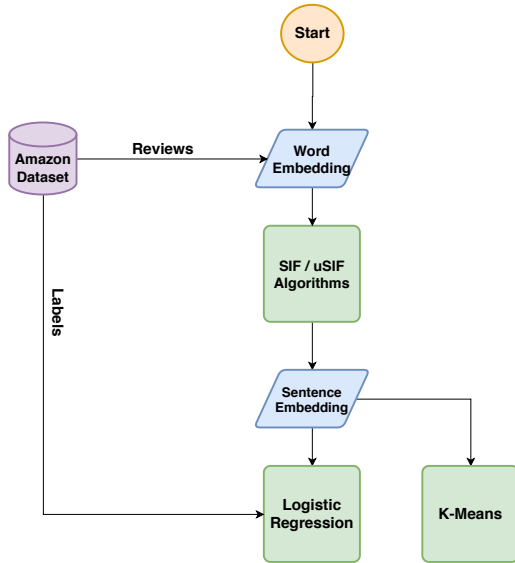 Start
Reviews
Word
Embedding
Amazon
Dataset
SIF / uSIF
Algorithms
Labels
Sentence
Embedding
Logistic
Regression
K-Means